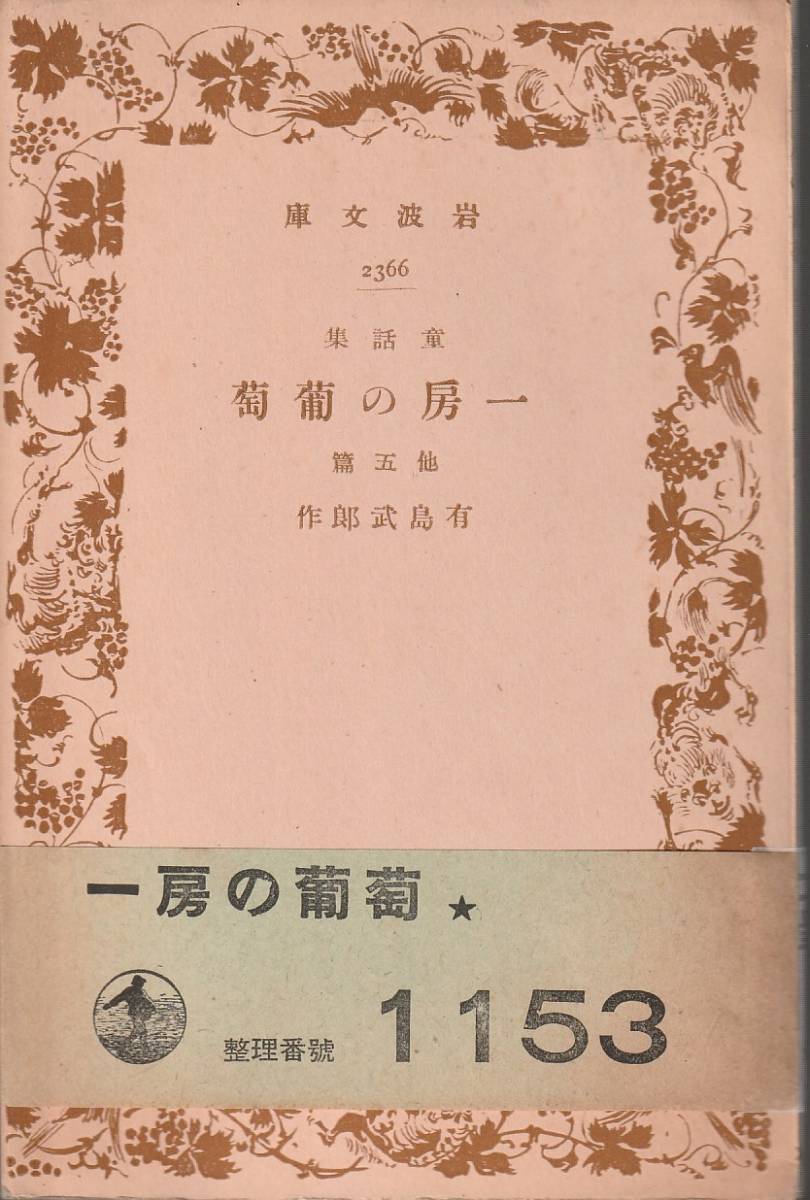 岩波文庫
2366
童話集
一房の葡萄
他五篇
有島武郎作
一房の葡萄 ★
整理番號 1153